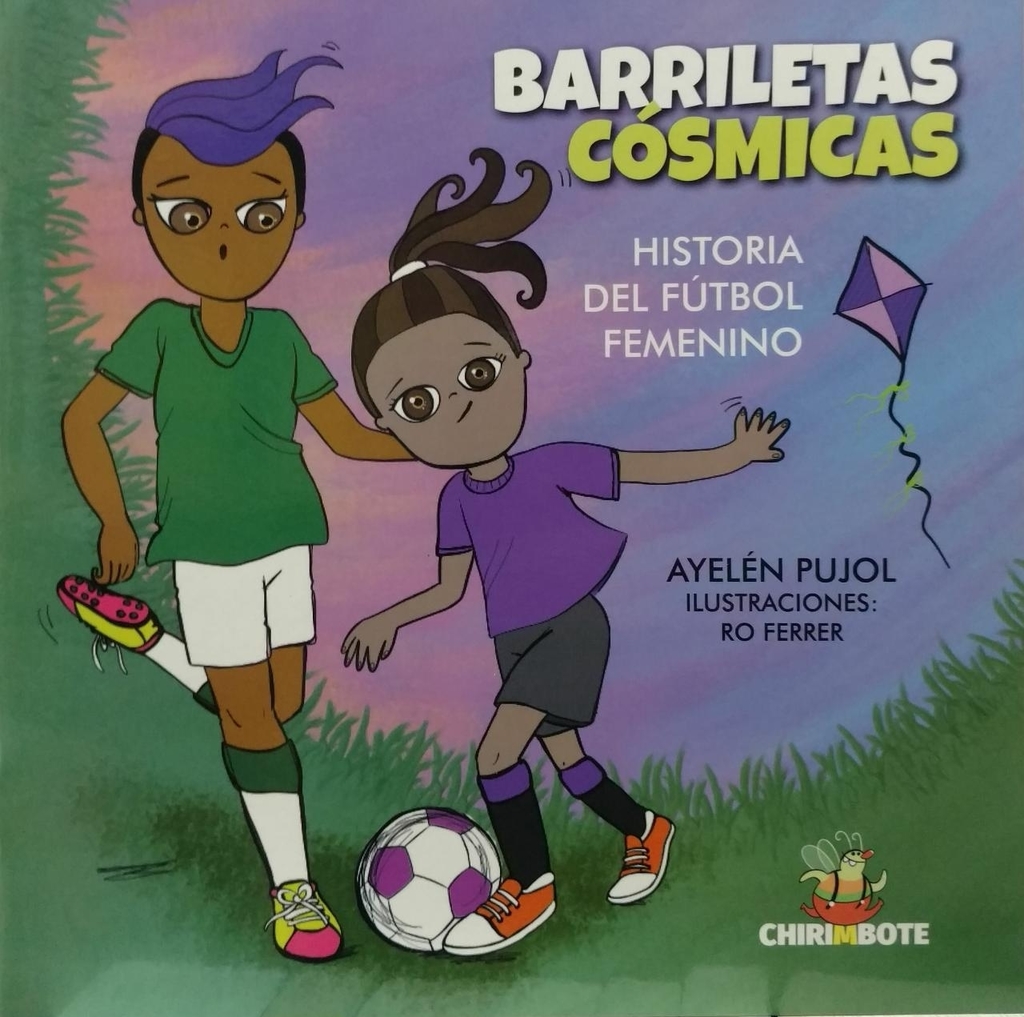 BARRILETAS
CÓSMICAS
HISTORIA
DEL FÚTBOL
FEMENINO
AYELÉN PUJOL
ILUSTRACIONES:
RO FERRER
CHIRIMBOTE